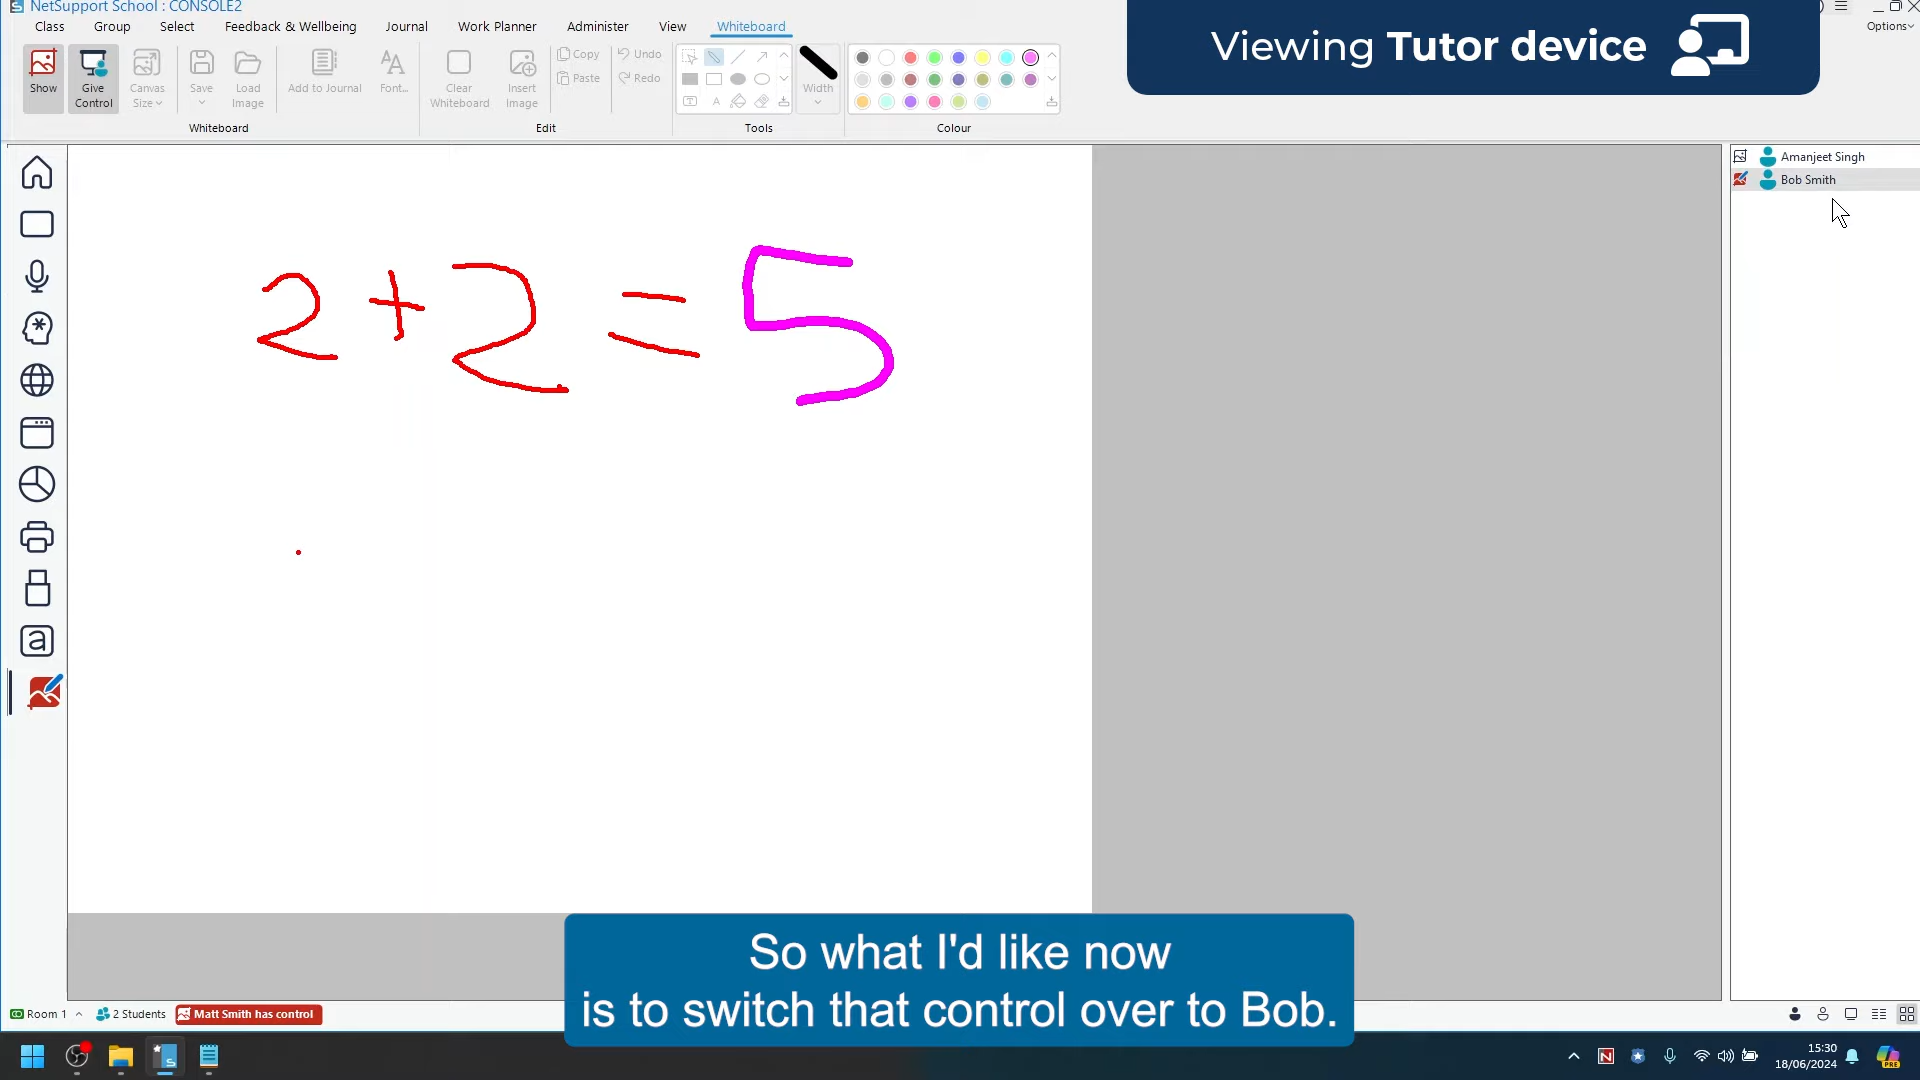 NetSupport School : CONSOLE2
Viewing Tutor device
Class Group Select Feedback & Wellbeing Journal Work Planner Administer View Whiteboard Options
Show
Give
Control
Canvas
Size
Save
Load
Image
Add to Journal
Font...
Clear
Whiteboard
Insert
Image
Copy
Paste
Undo
Redo
Width
Whiteboard Edit Tools Colour
Amanjeet Singh
Bob Smith
2 + 2 = 5
So what I'd like now
is to switch that control over to Bob.
Room 1 2 Students Matt Smith has control
15:30
18/06/2024